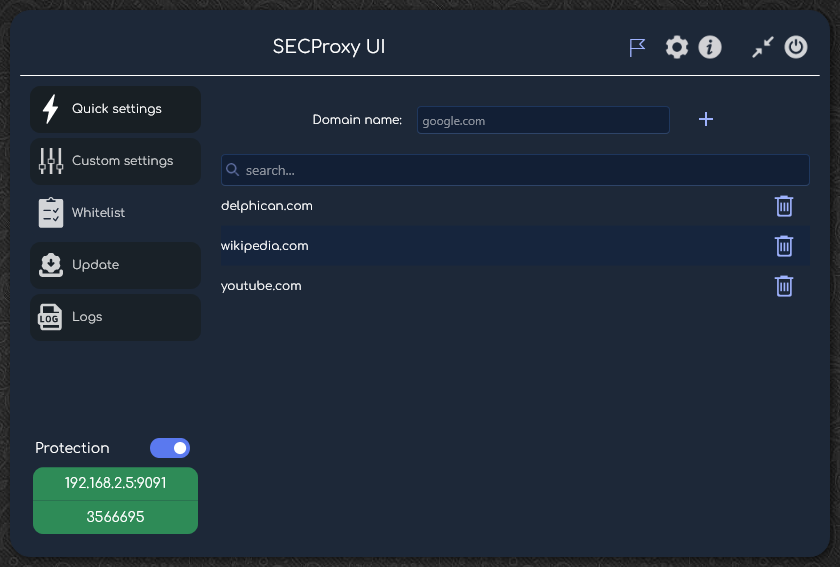 SECProxy UI
Quick settings
Custom settings
Whitelist
Update
LOG
Logs
Domain name:
google.com
search...
delphican.com
wikipedia.com
youtube.com
Protection
192.168.2.5:9091
3566695